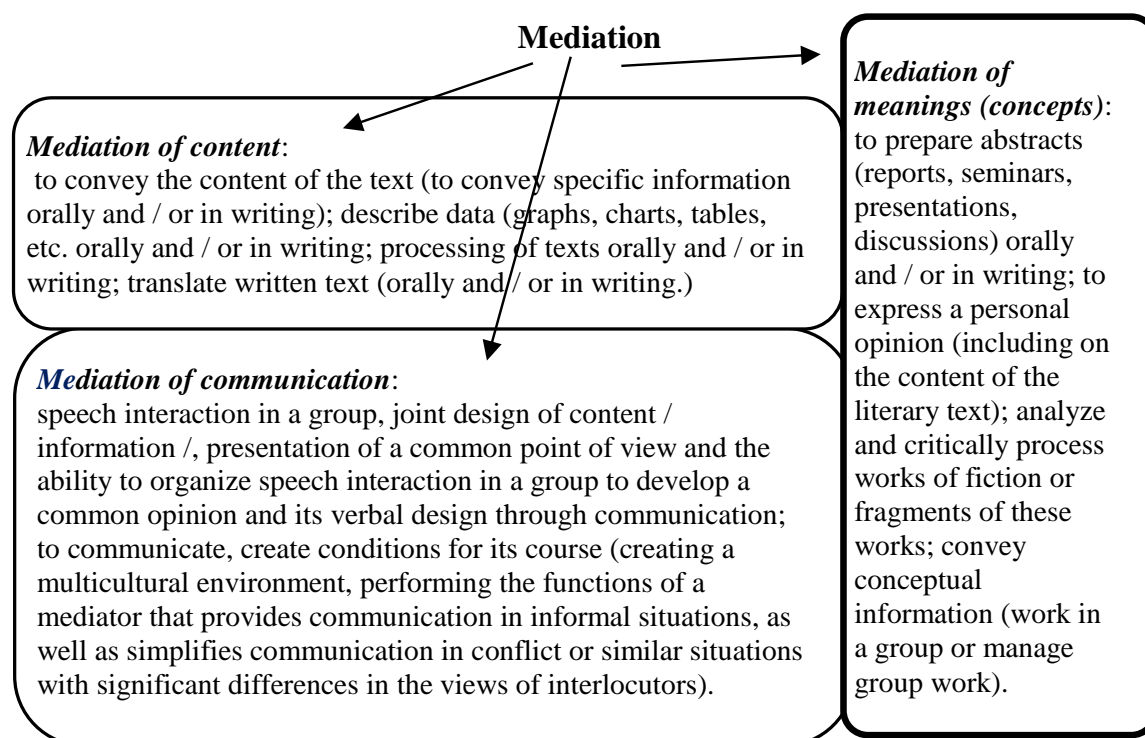 Mediation
Mediation of content:
to convey the content of the text (to convey specific information
orally and / or in writing); describe data (graphs, charts, tables,
etc. orally and / or in writing; processing of texts orally and / or in
writing; translate written text (orally and / or in writing.)
Mediation of communication:
speech interaction in a group, joint design of content /
information /, presentation of a common point of view and the
ability to organize speech interaction in a group to develop a
common opinion and its verbal design through communication;
to communicate, create conditions for its course (creating a
multicultural environment, performing the functions of a
mediator that provides communication in informal situations, as
well as simplifies communication in conflict or similar situations
with significant differences in the views of interlocutors).
Mediation of
meanings (concepts):
to prepare abstracts
(reports, seminars,
presentations,
discussions) orally
and / or in writing; to
express a personal
opinion (including on
the content of the
literary text); analyze
and critically process
works of fiction or
fragments of these
works; convey
conceptual
information (work in
a group or manage
group work).